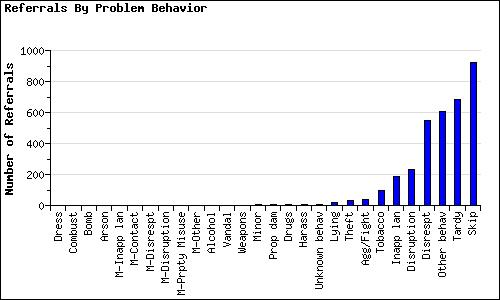 Referrals By Problem Behavior
Number of Referrals
1000
800
600
400
200
0
Dress
Combust
Bomb
Arson
M-Inapp lan
M-Contact
M-Disrespt
M-Disruption
M-Prpty Misuse
M-Other
Alcohol
Vandal
Weapons
Minor
Prop dam
Drugs
Harass
Unknown behav
Lying
Theft
Agg/Fight
Tobacco
Inapp lan
Disruption
Disrespt
Other behav
Tardy
Skip